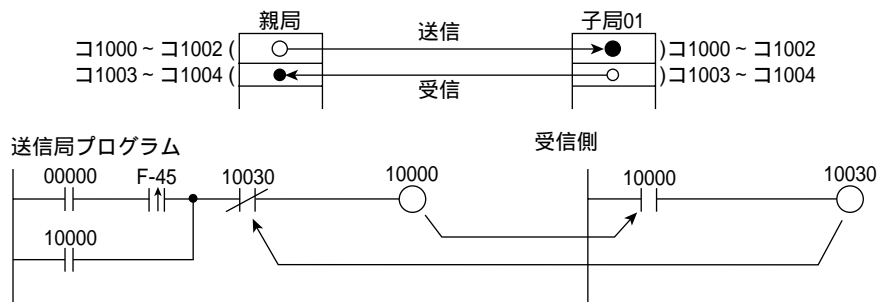 親局 子局01
コ1000 ~ コ1002 ( 送信 ) コ1000 ~ コ1002
コ1003 ~ コ1004 ( 受信 ) コ1003 ~ コ1004
送信局プログラム 受信側
00000 F-45 10030 10000 10000 10030
10000